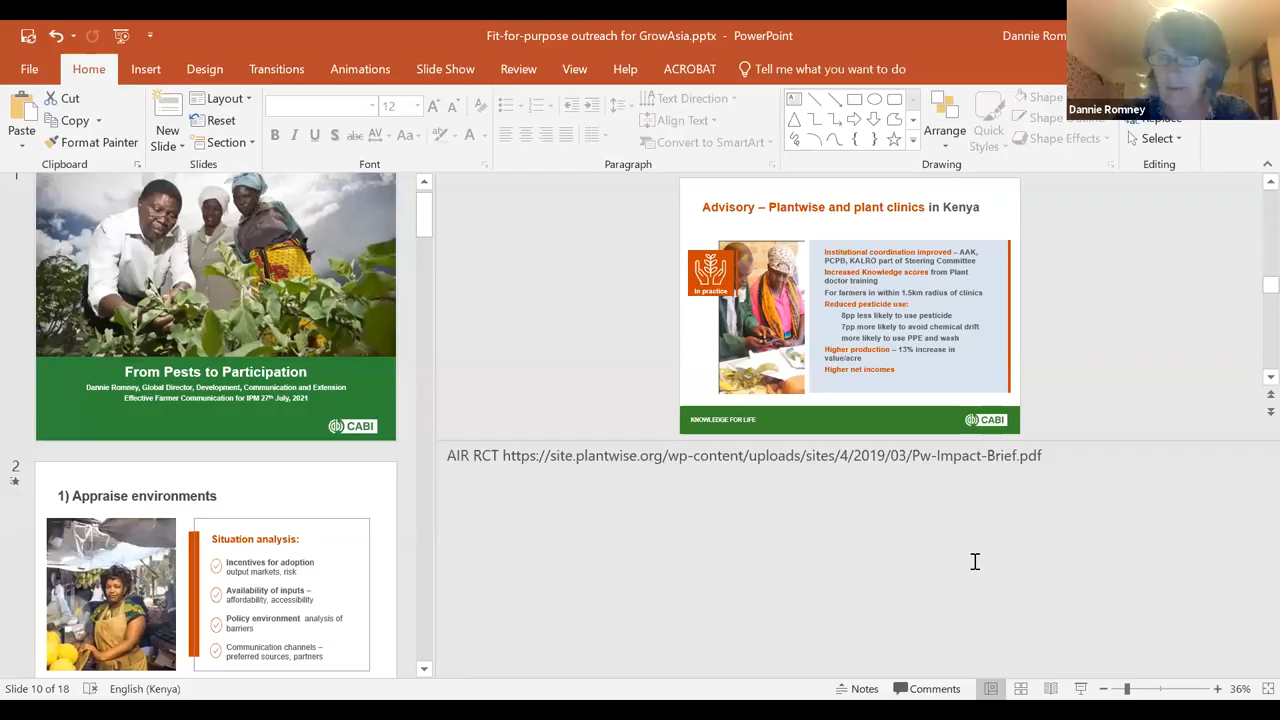 Fit-for-purpose outreach for GrowAsia.pptx - PowerPoint
Dannie Rom
Dannie Romney
File
Home
Insert
Design
Transitions
Animations
Slide Show
Review
View
Help
ACROBAT
Tell me what you want to do
Paste
Cut
Copy
Format Painter
Clipboard
New
Slide
Layout
Reset
Section
Slides
12
Font
Text Direction
Align Text
Convert to SmartArt
Paragraph
Arrange
Quick
Styles
Shape
Shape Outline
Shape Effects
Drawing
Replace
Select
Editing
1
From Pests to Participation
Dannie Romney, Global Director, Development, Communication and Extension
Effective Farmer Communication for IPM 27th July, 2021
CABI
2
1) Appraise environments
Situation analysis:
Incentives for adoption
output markets, risk
Availability of inputs –
affordability, accessibility
Policy environment analysis of
barriers
Communication channels –
preferred sources, partners
Advisory – Plantwise and plant clinics in Kenya
In practice
Institutional coordination improved – AAK,
PCPB, KALRO part of Steering Committee
Increased Knowledge scores from Plant
doctor training
For farmers in within 1.5km radius of clinics
Reduced pesticide use:
8pp less likely to use pesticide
7pp more likely to avoid chemical drift
more likely to use PPE and wash
Higher production – 13% increase in
value/acre
Higher net incomes
KNOWLEDGE FOR LIFE
CABI
AIR RCT https://site.plantwise.org/wp-content/uploads/sites/4/2019/03/Pw-Impact-Brief.pdf
Slide 10 of 18
English (Kenya)
Notes
Comments
36%